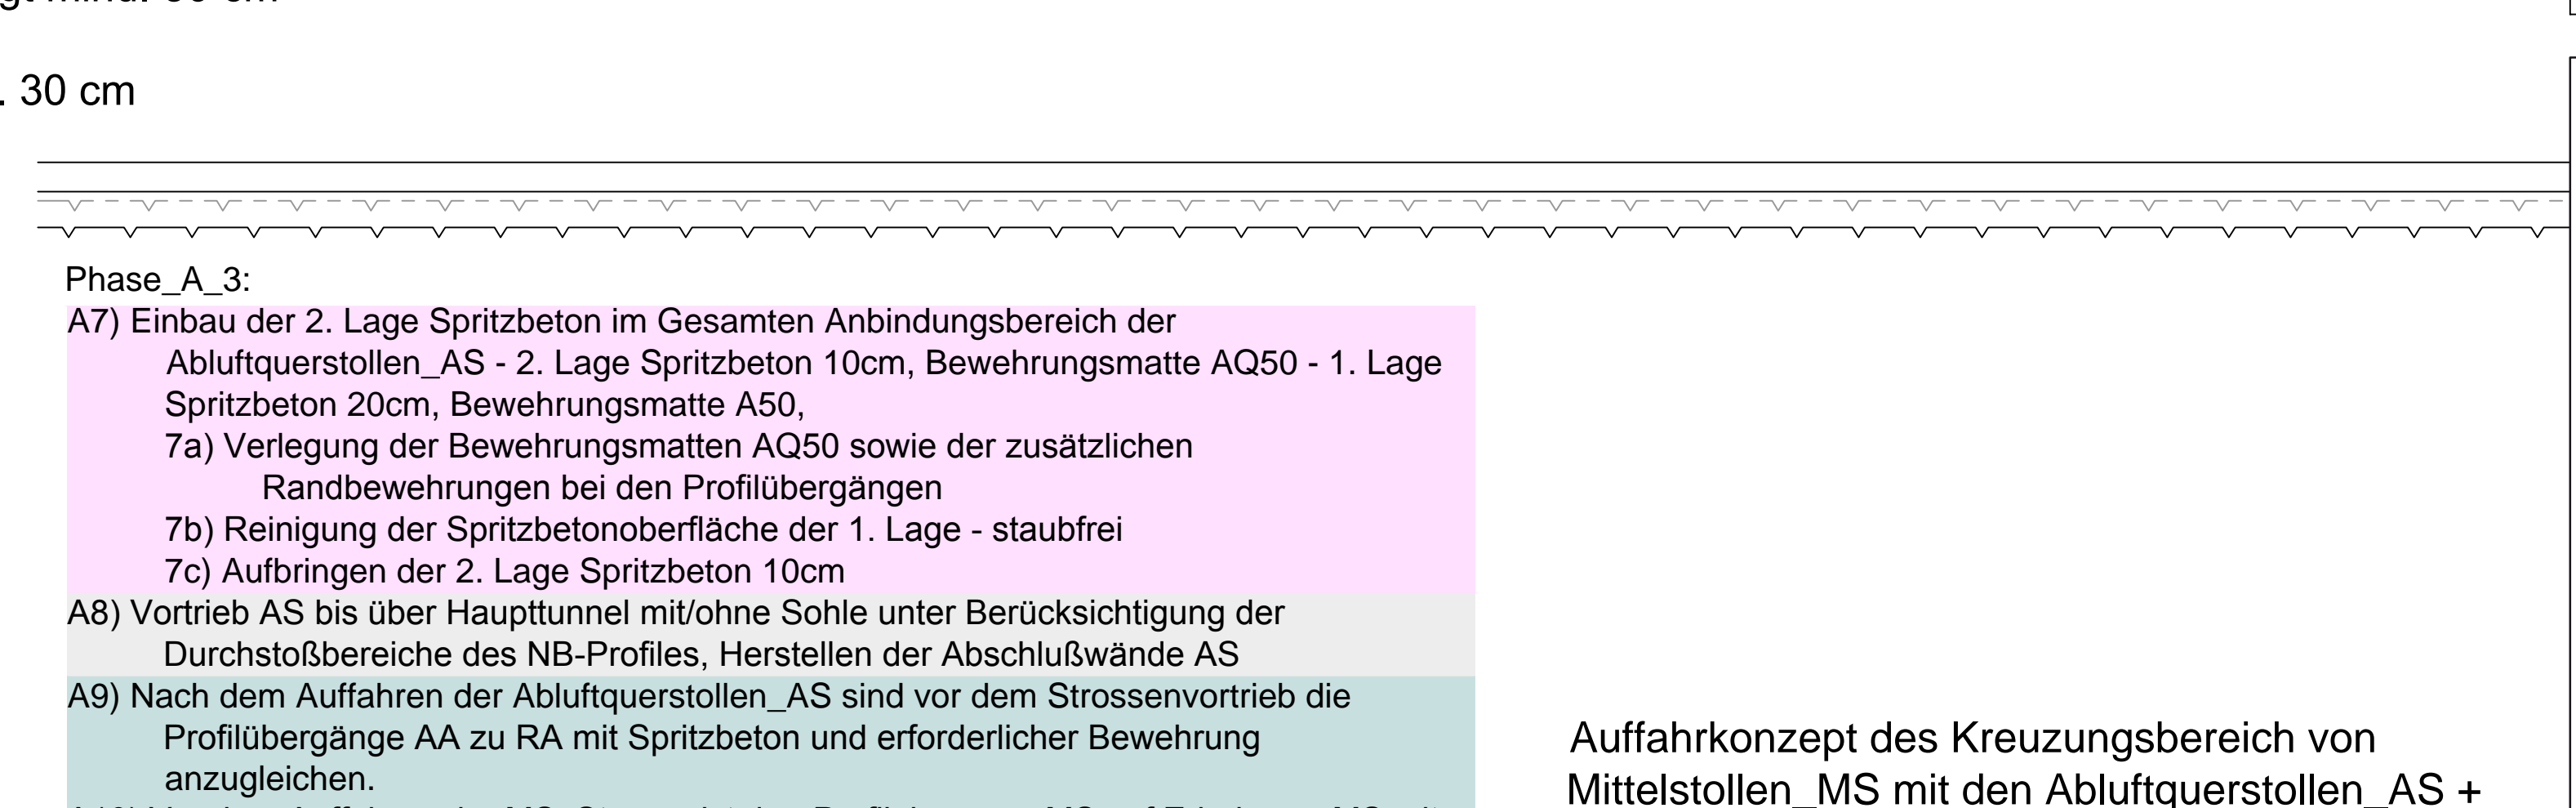 30 cm
Phase_A_3:
A7) Einbau der 2. Lage Spritzbeton im Gesamten Anbindungsbereich der
Abluftquerstollen_AS - 2. Lage Spritzbeton 10cm, Bewehrungsmatte AQ50 - 1. Lage
Spritzbeton 20cm, Bewehrungsmatte A50,
7a) Verlegung der Bewehrungsmatten AQ50 sowie der zusätzlichen
Randbewehrungen bei den Profilübergängen
7b) Reinigung der Spritzbetonoberfläche der 1. Lage - staubfrei
7c) Aufbringen der 2. Lage Spritzbeton 10cm
A8) Vortrieb AS bis über Haupttunnel mit/ohne Sohle unter Berücksichtigung der
Durchstoßbereiche des NB-Profiles, Herstellen der Abschlußwände AS
A9) Nach dem Auffahren der Abluftquerstollen_AS sind vor dem Strossenvortrieb die
Profilübergänge AA zu RA mit Spritzbeton und erforderlicher Bewehrung
anzugleichen.
Auffahrkonzept des Kreuzungsbereich von
Mittelstollen_MS mit den Abluftquerstollen_AS +